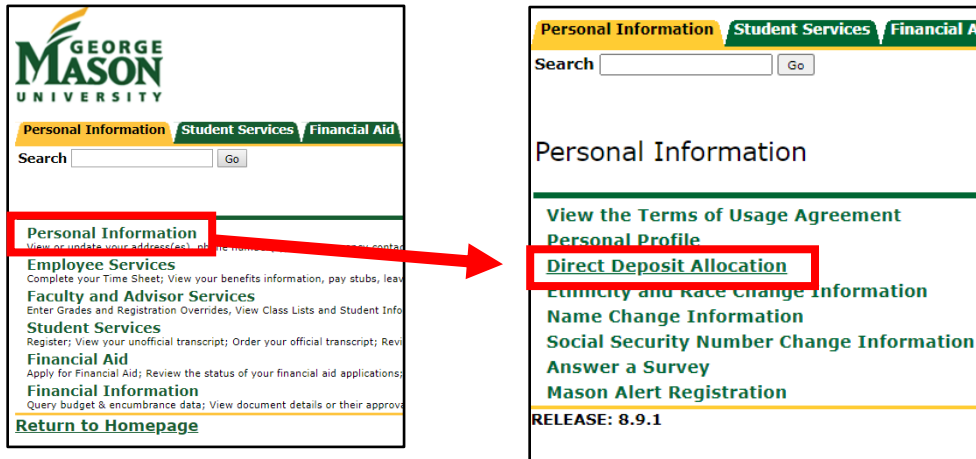 GEORGE
MASON
UNIVERSITY
Personal Information Student Services Financial Aid
Search Go
Personal Information
View or update your address(es), phone
Employee Services
Complete your Time Sheet; View your benefits information, pay stubs,
Faculty and Advisor Services
Enter Grades and Registration Overrides, View Class Lists and Student
Student Services
Register; View your unofficial transcript; Order your official transcript;
Financial Aid
Apply for Financial Aid; Review the status of your financial aid applications;
Financial Information
Query budget & encumbrance data; View document details or their
Return to Homepage
Personal Information Student Services Financial
Search Go
Personal Information
View the Terms of Usage Agreement
Personal Profile
Direct Deposit Allocation
Ethnicity and Race Change Information
Name Change Information
Social Security Number Change Information
Answer a Survey
Mason Alert Registration
RELEASE: 8.9.1